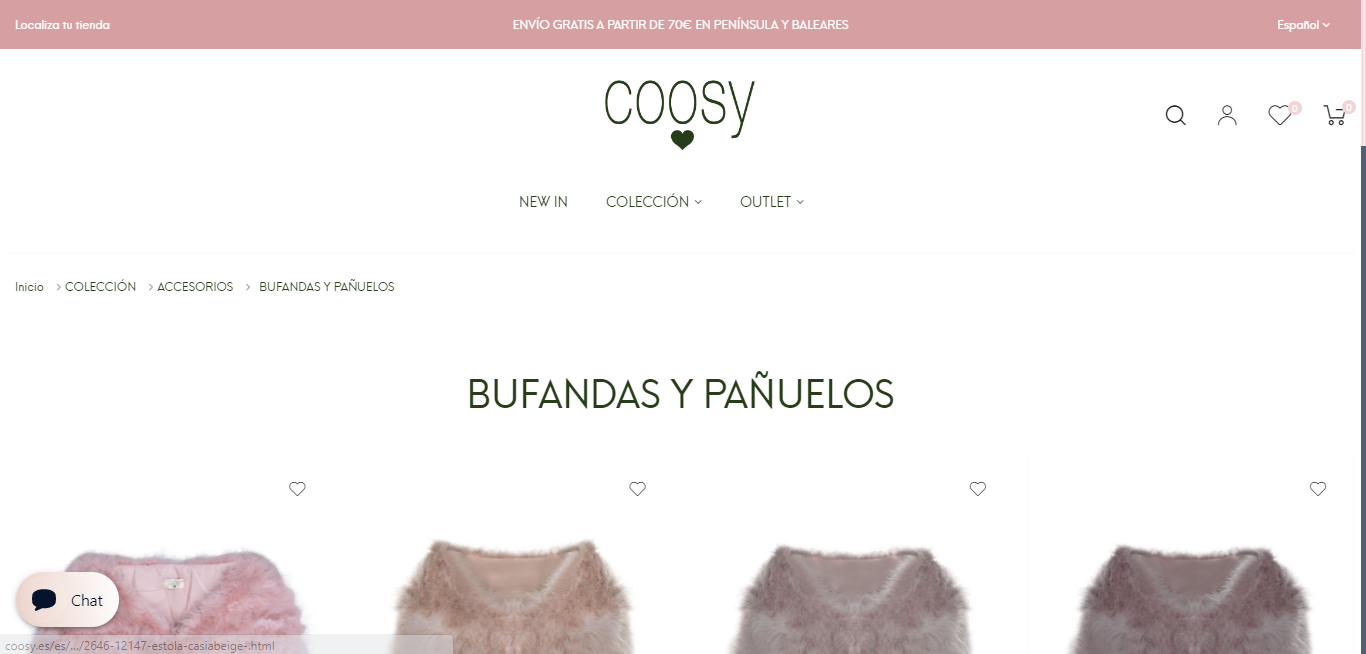 Localiza tu tienda
ENVÍO GRATIS A PARTIR DE 70€ EN PENÍNSULA Y BALEARES
Español
coosy
0
0
NEW IN
COLECCIÓN
OUTLET
Inicio > COLECCIÓN > ACCESORIOS > BUFANDAS Y PAÑUELOS
BUFANDAS Y PAÑUELOS
Chat
coosy.es/es/.../2646-12147-estola-casiabeige-.html